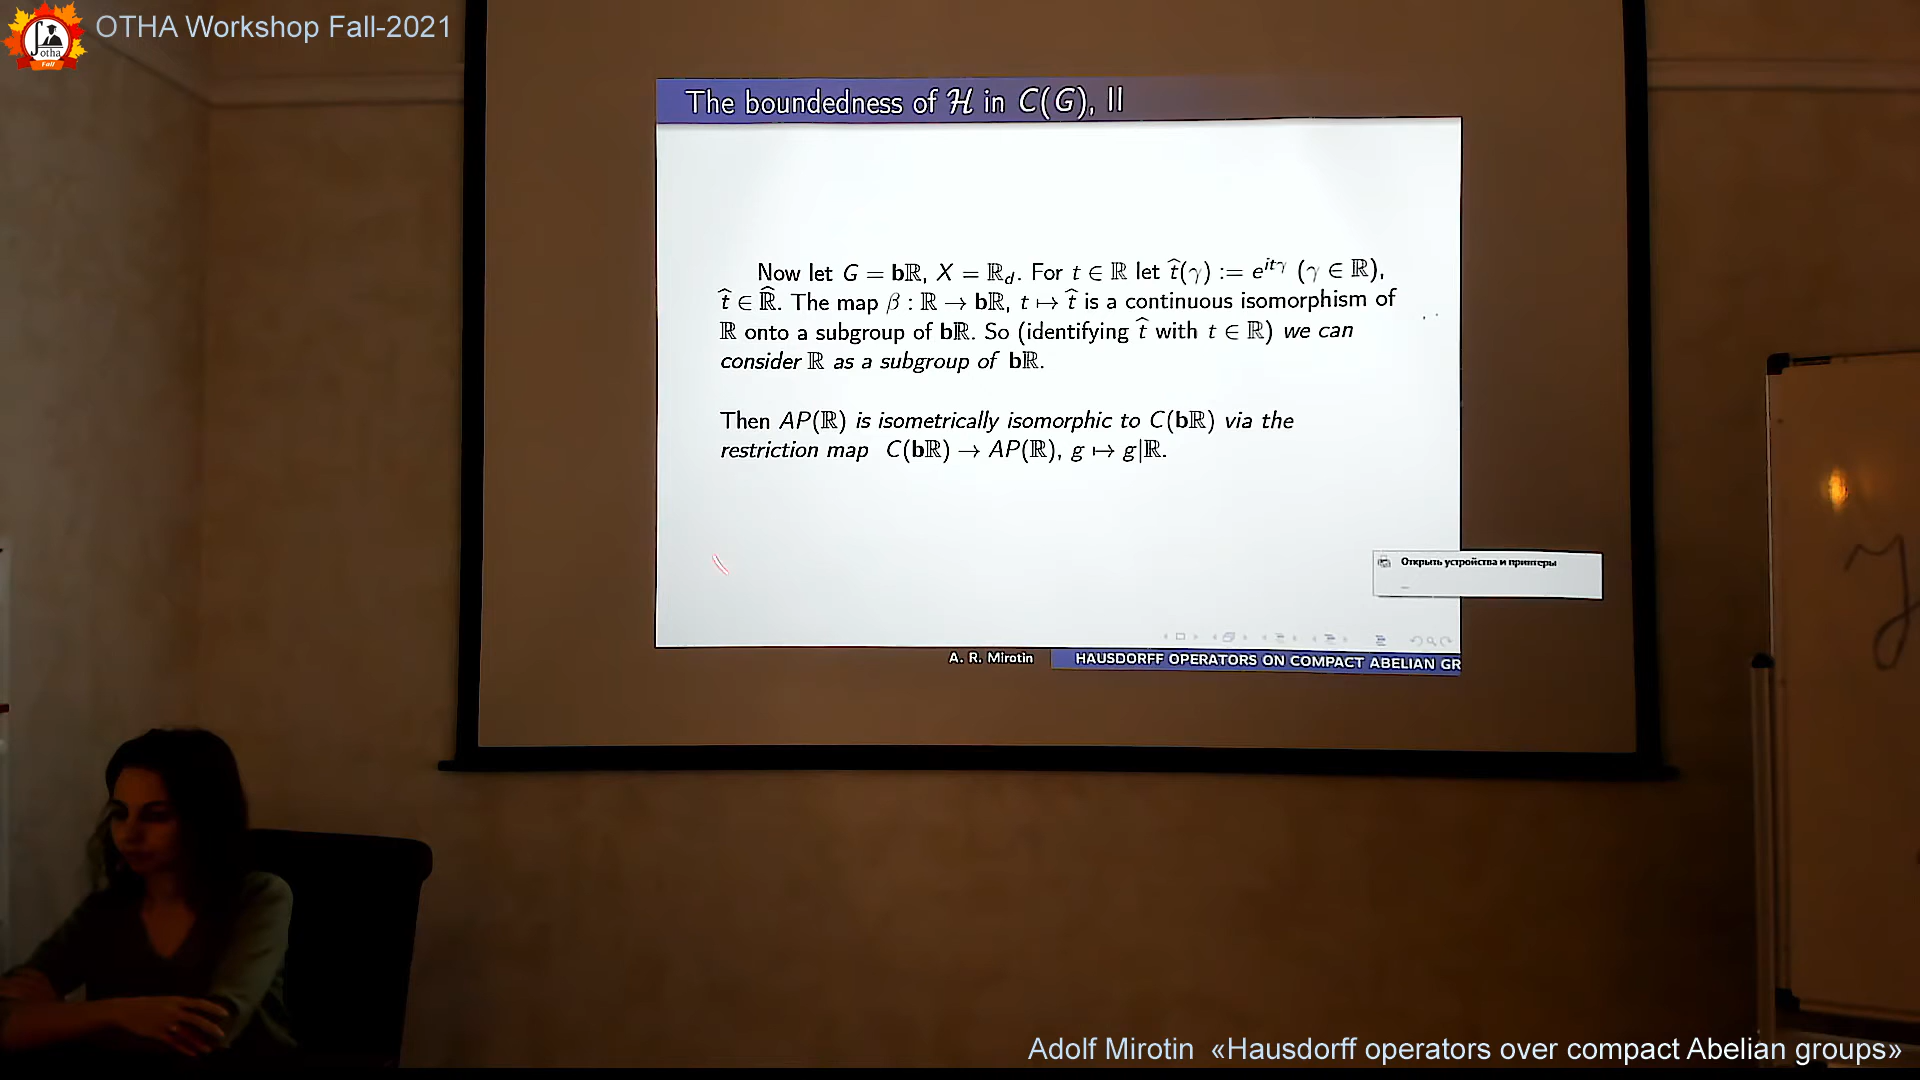 OTHA Workshop Fall-2021
otha
Fall
The boundedness of ℋ in C(G), II
Now let G = bℝ, X = ℝ_d. For t ∈ ℝ let t̂(γ) := e^{itγ} (γ ∈ ℝ),
t̂ ∈ ℝ̂. The map β : ℝ → bℝ, t ↦ t̂ is a continuous isomorphism of
ℝ onto a subgroup of bℝ. So (identifying t̂ with t ∈ ℝ) we can
consider ℝ as a subgroup of bℝ.
Then AP(ℝ) is isometrically isomorphic to C(bℝ) via the
restriction map C(bℝ) → AP(ℝ), g ↦ g|ℝ.
Открыть устройства и принтеры
A. R. Mirotin
HAUSDORFF OPERATORS ON COMPACT ABELIAN GR
Adolf Mirotin «Hausdorff operators over compact Abelian groups»